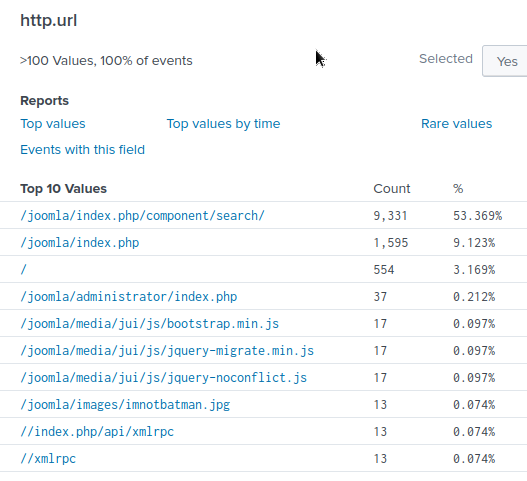 http.url
>100 Values, 100% of events Selected Yes
Reports
Top values Top values by time Rare values
Events with this field
Top 10 Values Count %
/joomla/index.php/component/search/ 9,331 53.369%
/joomla/index.php 1,595 9.123%
/ 554 3.169%
/joomla/administrator/index.php 37 0.212%
/joomla/media/jui/js/bootstrap.min.js 17 0.097%
/joomla/media/jui/js/jquery-migrate.min.js 17 0.097%
/joomla/media/jui/js/jquery-noconflict.js 17 0.097%
/joomla/images/imnotbatman.jpg 13 0.074%
//index.php/api/xmlrpc 13 0.074%
//xmlrpc 13 0.074%